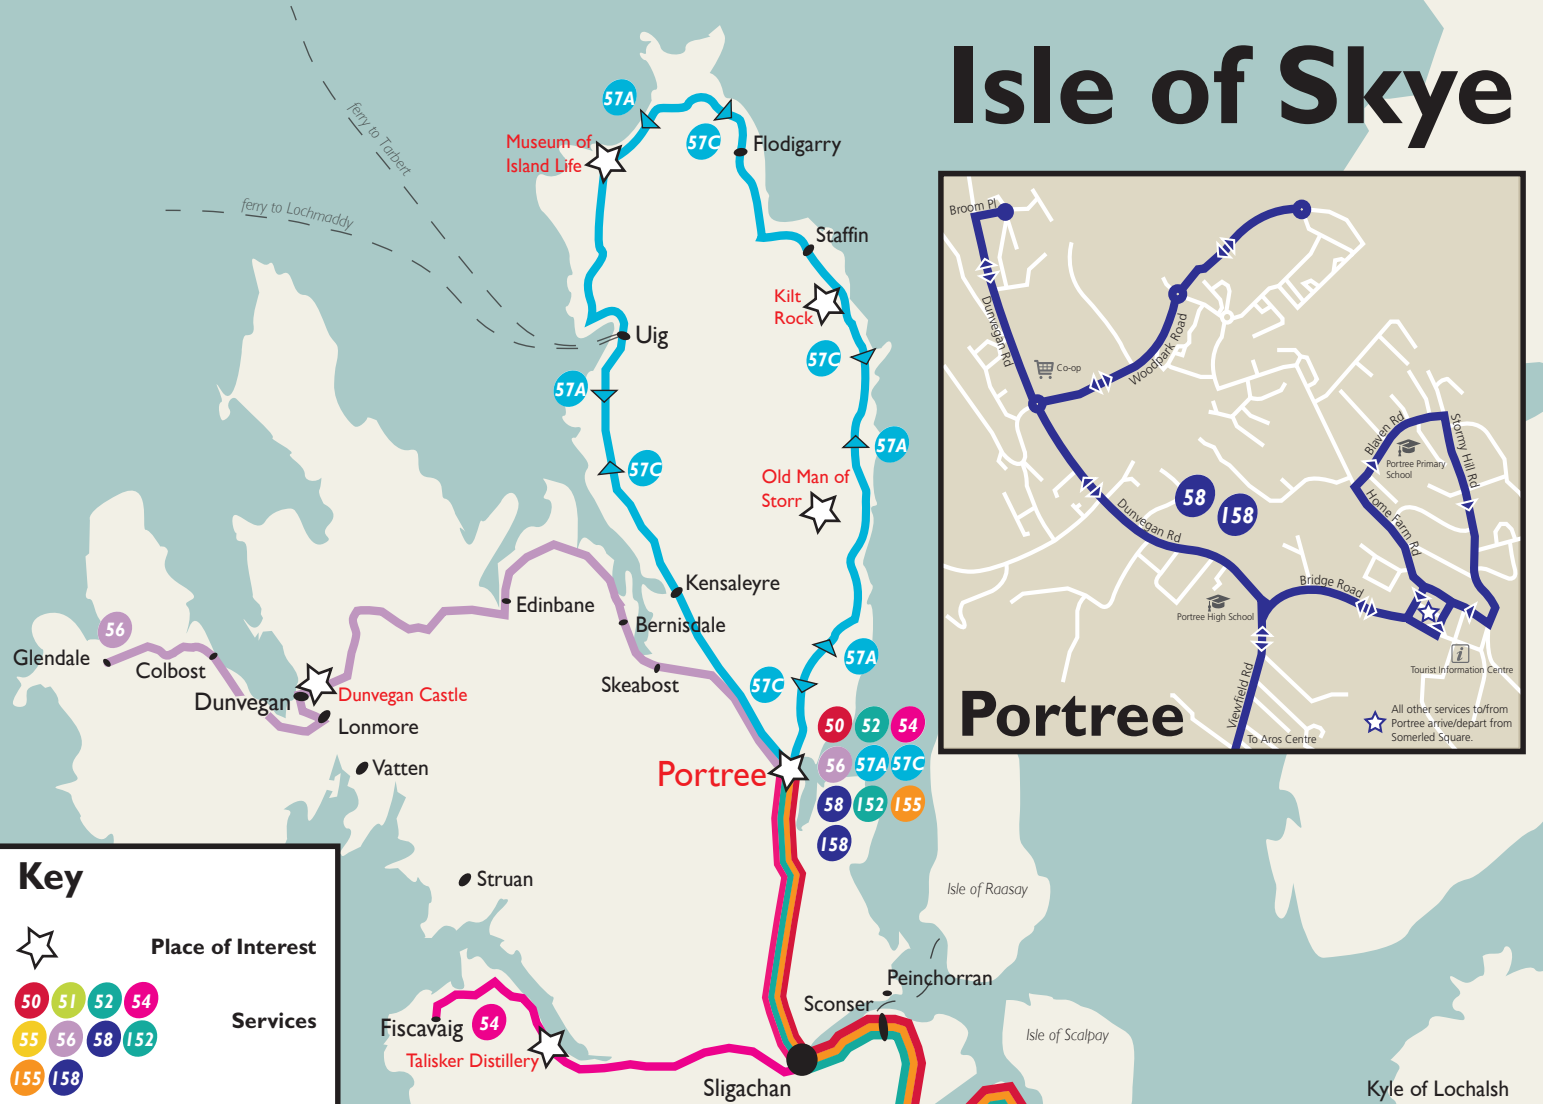 Isle of Skye
ferry to Tarbert
ferry to Lochmaddy
57A
Museum of
Island Life
57C
Flodigarry
Staffin
Kilt
Rock
Uig
57C
57A
57A
57C
Old Man of
Storr
Kensaleyre
Edinbane
Bernisdale
56
Glendale
Colbost
Skeabost
57A
57C
Dunvegan
Dunvegan Castle
Lonmore
Vatten
Portree
50 52 54
56 57A 57C
58 152 155
158
Struan
Isle of Raasay
Peinchorran
Sconser
Fiscavaig
54
Talisker Distillery
Sligachan
Isle of Scalpay
Kyle of Lochalsh
Broom Pl
Dunvegan Rd
Co-op
Woodpark Road
Blaven Rd
Stormy Hill Rd
Portree Primary
School
Home Farm Rd
58
158
Dunvegan Rd
Bridge Road
Portree High School
Tourist Information Centre
Viewfield Rd
To Aros Centre
Portree
All other services to/from
Portree arrive/depart from
Somerled Square.
Key
Place of Interest
50 51 52 54
Services
55 56 58 152
155 158